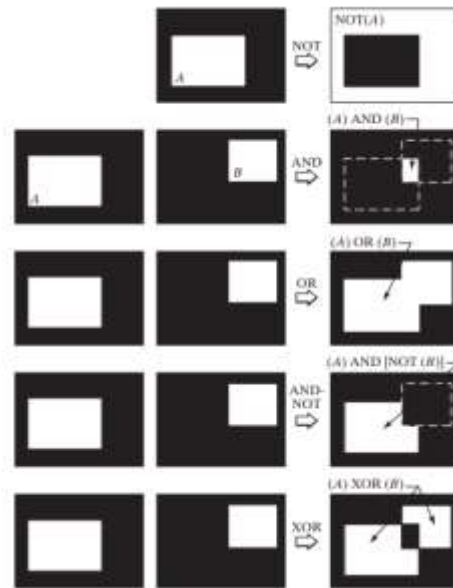 NOT(A)
NOT
A
(A) AND (B)
AND
A
B
(A) OR (B)
OR
(A) AND [NOT (B)]
AND-
NOT
(A) XOR (B)
XOR